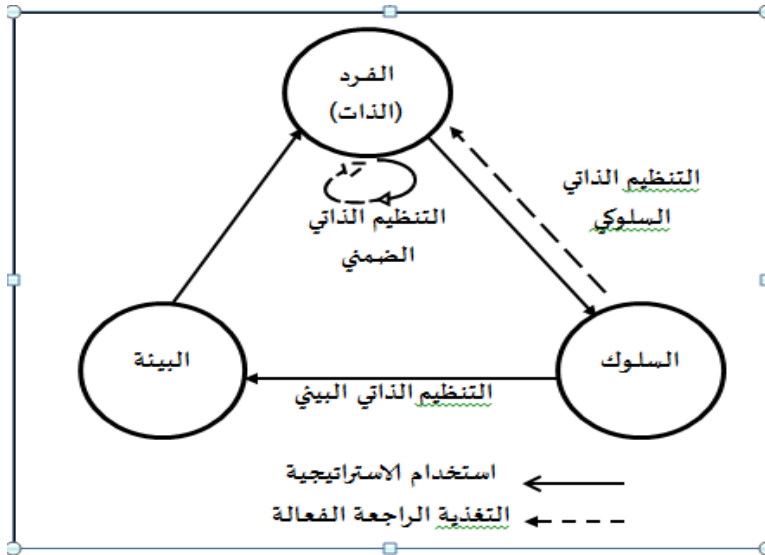 الفرد
(الذات)
التنظيم الذاتي
السلوكي
التنظيم الذاتي
الضمني
البيئة
السلوك
التنظيم الذاتي البيئي
استخدام الاستراتيجية
التغذية الراجعة الفعالة